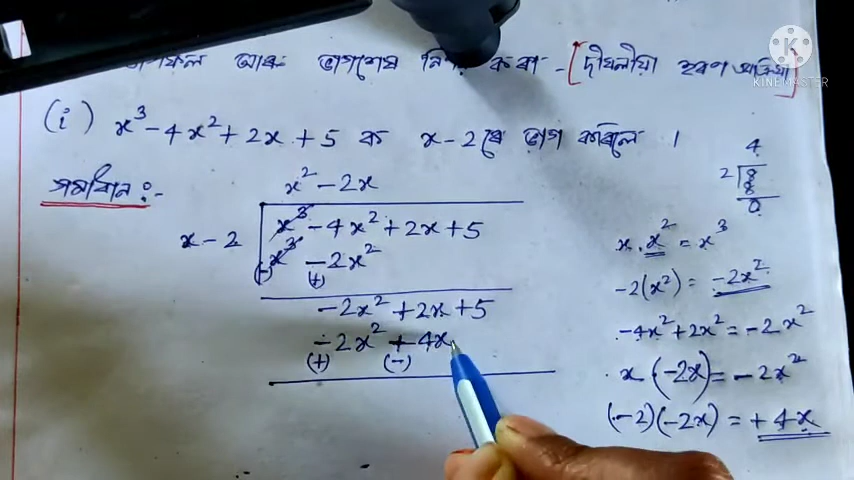 ভাগফল আৰু ভাগশেষ নিৰ্ণয় কৰা - [দীঘলীয়া হৰণ প্ৰক্ৰিয়া]
KINEMASTER
(i) x³ - 4x² + 2x + 5 ক x - 2 ৰে ভাগ কৰিলে ।
সমাধান :-
x² - 2x
x - 2
x³ - 4x² + 2x + 5
x³ - 2x²
(-) (+)
-2x² + 2x + 5
-2x² + 4x
(+) (-)
4
2 8
8
0
x . x² = x³
-2(x²) = -2x²
-4x² + 2x² = -2x²
x(-2x) = -2x²
(-2)(-2x) = +4x